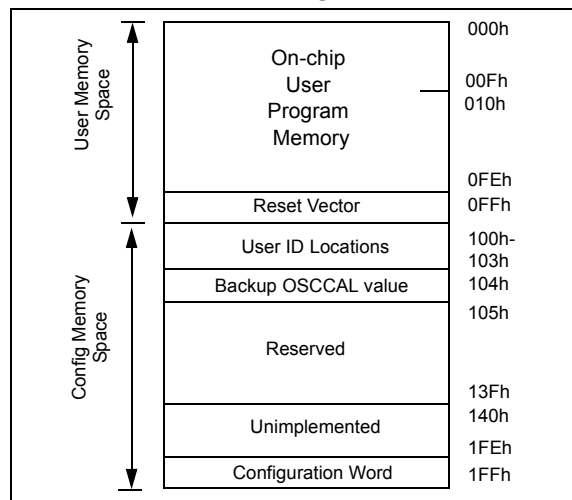 000h
On-chip
User
Program
Memory
00Fh
010h
0FEh
Reset Vector
0FFh
User Memory
Space
User ID Locations
100h-
103h
Backup OSCCAL value
104h
105h
Reserved
13Fh
140h
Unimplemented
1FEh
Configuration Word
1FFh
Config Memory
Space